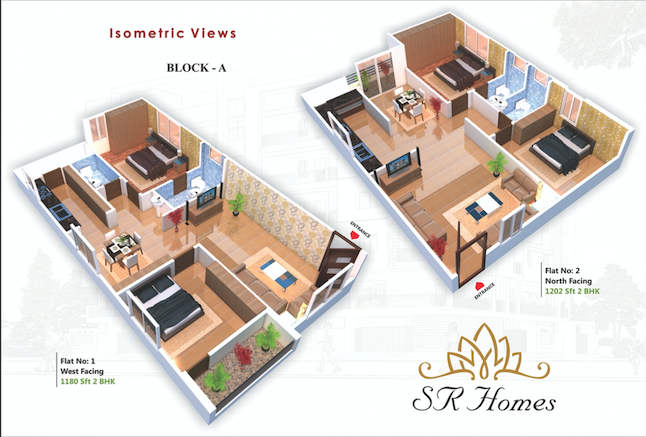 Isometric Views
BLOCK - A
ENTRANCE
Flat No: 2
North Facing
1202 Sft 2 BHK
ENTRANCE
Flat No: 1
West Facing
1180 Sft 2 BHK
SR Homes